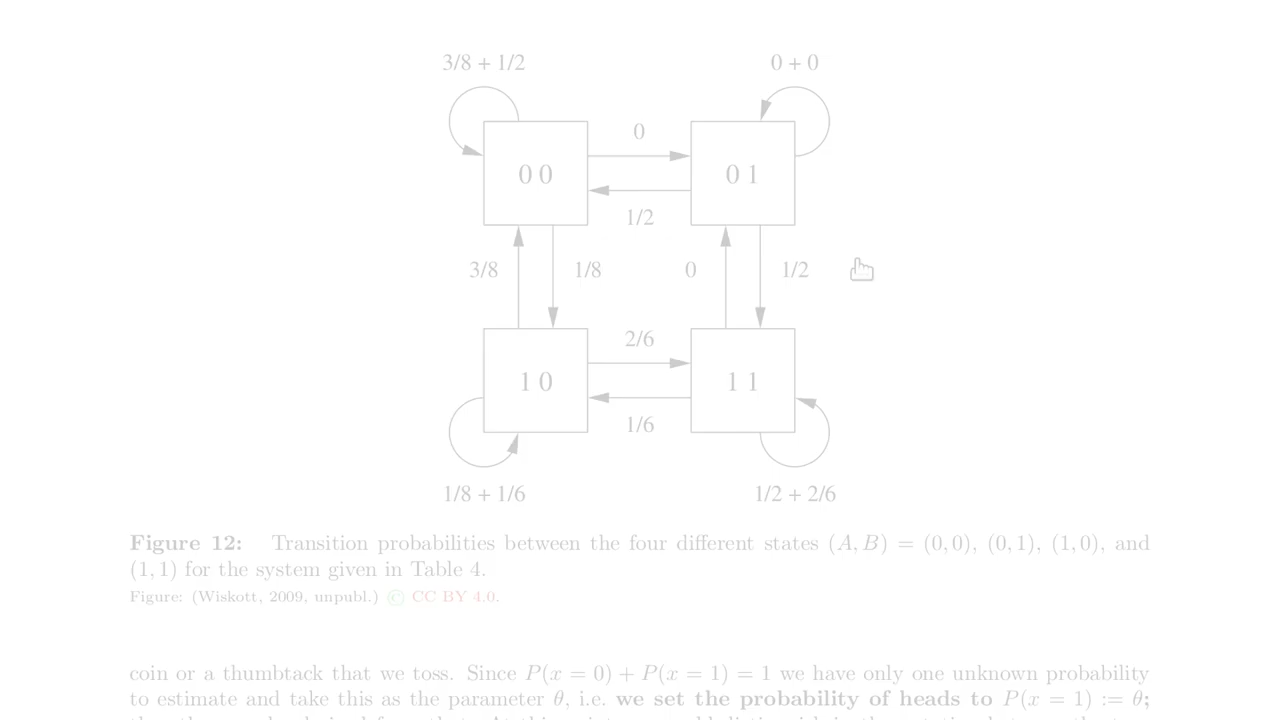 3/8 + 1/2
0 + 0
0
0 0
0 1
1/2
3/8
1/8
0
1/2
2/6
1 0
1 1
1/6
1/8 + 1/6
1/2 + 2/6
Figure 12: Transition probabilities between the four different states (A, B) = (0, 0), (0, 1), (1, 0), and
(1, 1) for the system given in Table 4.
Figure: (Wiskott, 2009, unpubl.) © CC BY 4.0.
coin or a thumbtack that we toss. Since P(x = 0) + P(x = 1) = 1 we have only one unknown probability
to estimate and take this as the parameter θ, i.e. we set the probability of heads to P(x = 1) := θ;